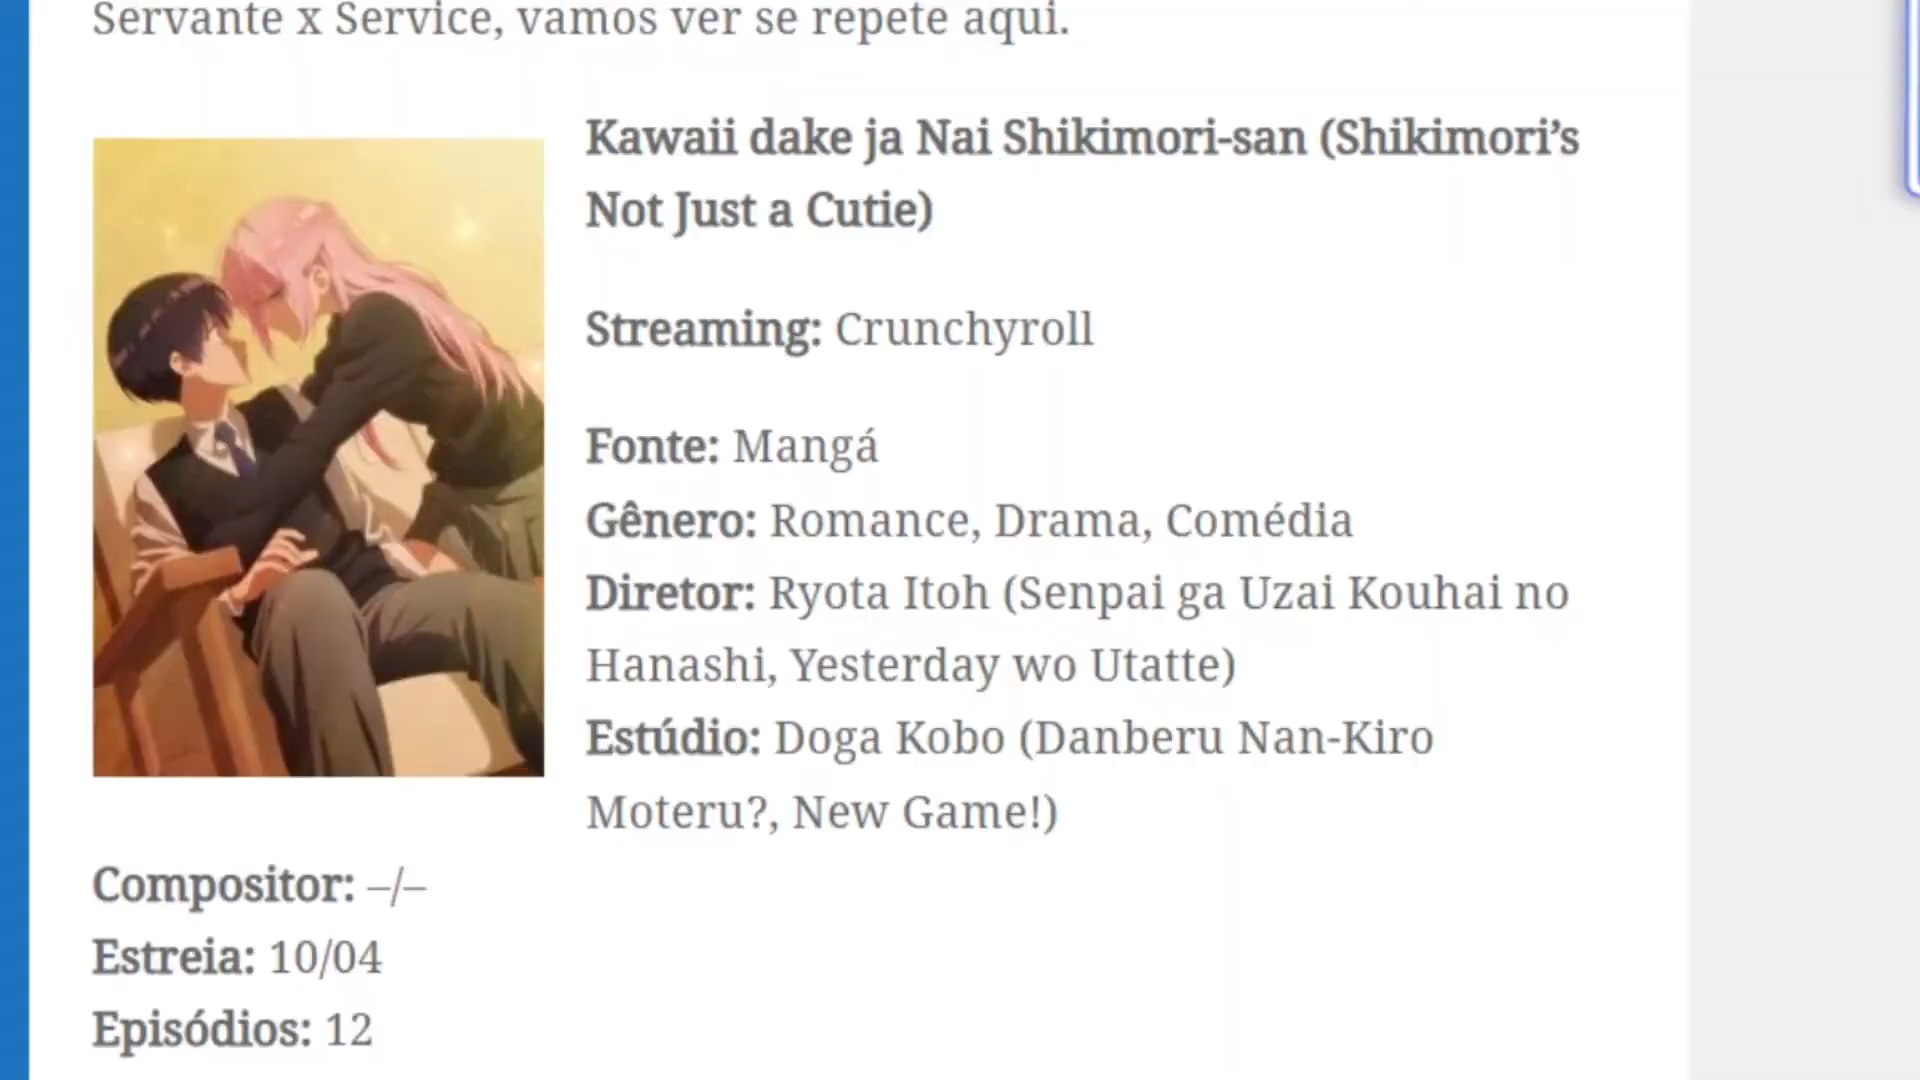 Servante x Service, vamos ver se repete aqui.
Kawaii dake ja Nai Shikimori-san (Shikimori’s
Not Just a Cutie)
Streaming: Crunchyroll
Fonte: Mangá
Gênero: Romance, Drama, Comédia
Diretor: Ryota Itoh (Senpai ga Uzai Kouhai no
Hanashi, Yesterday wo Utatte)
Estúdio: Doga Kobo (Danberu Nan-Kiro
Moteru?, New Game!)
Compositor: –/–
Estreia: 10/04
Episódios: 12